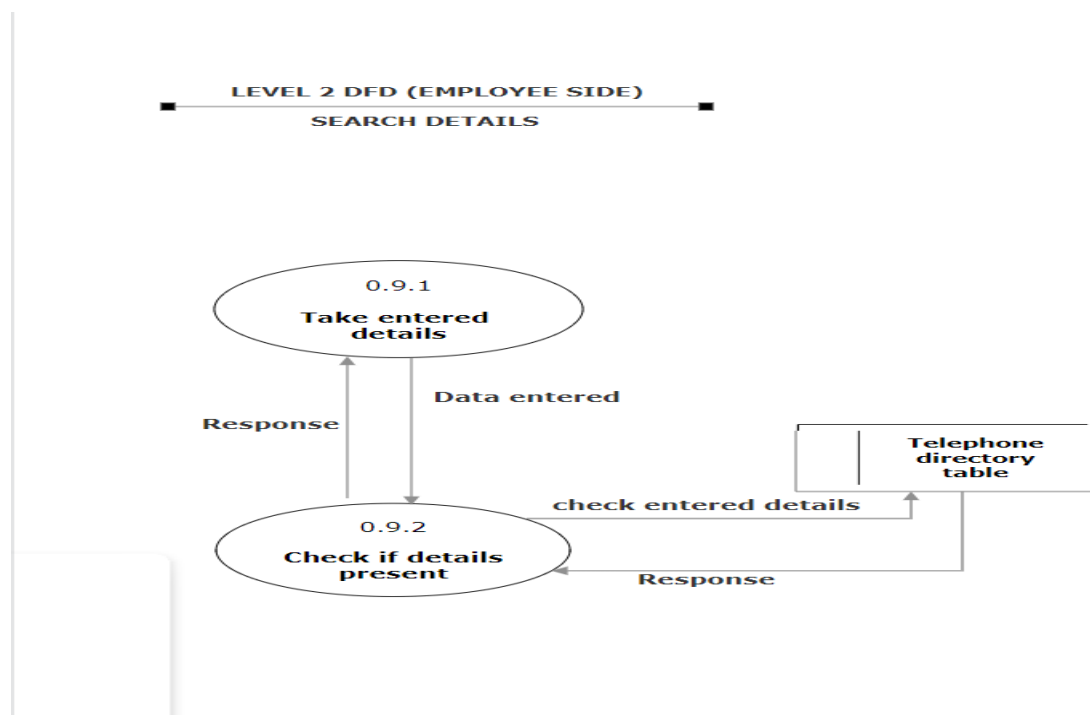 LEVEL 2 DFD (EMPLOYEE SIDE)
SEARCH DETAILS
0.9.1
Take entered
details
Data entered
Response
Telephone
directory
table
check entered details
0.9.2
Check if details
present
Response